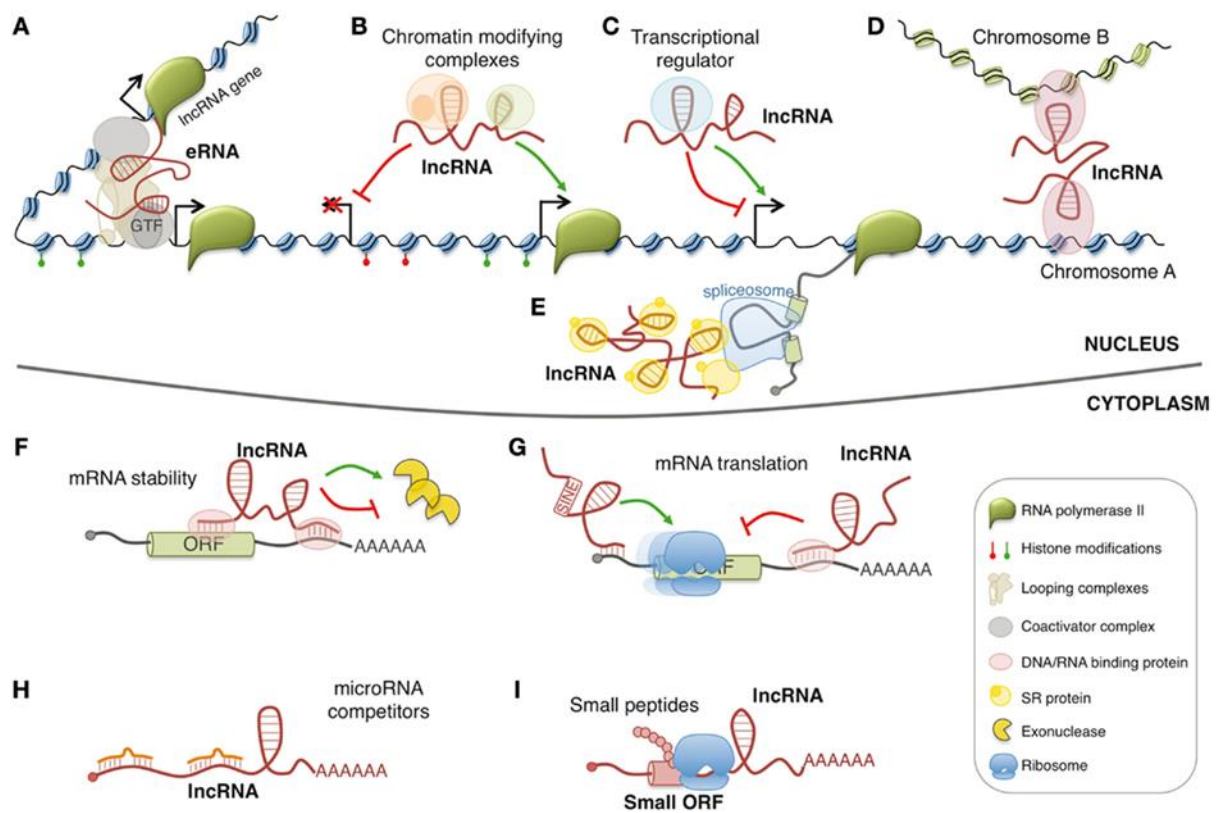 A
lncRNA gene
eRNA
GTF
B
Chromatin modifying
complexes
lncRNA
C
Transcriptional
regulator
lncRNA
D
Chromosome B
lncRNA
Chromosome A
E
spliceosome
lncRNA
NUCLEUS
CYTOPLASM
F
lncRNA
mRNA stability
ORF
AAAAAA
G
lncRNA
mRNA translation
SINE
ORF
AAAAAA
H
microRNA
competitors
AAAAAA
lncRNA
I
lncRNA
Small peptides
AAAAAA
Small ORF
RNA polymerase II
Histone modifications
Looping complexes
Coactivator complex
DNA/RNA binding protein
SR protein
Exonuclease
Ribosome